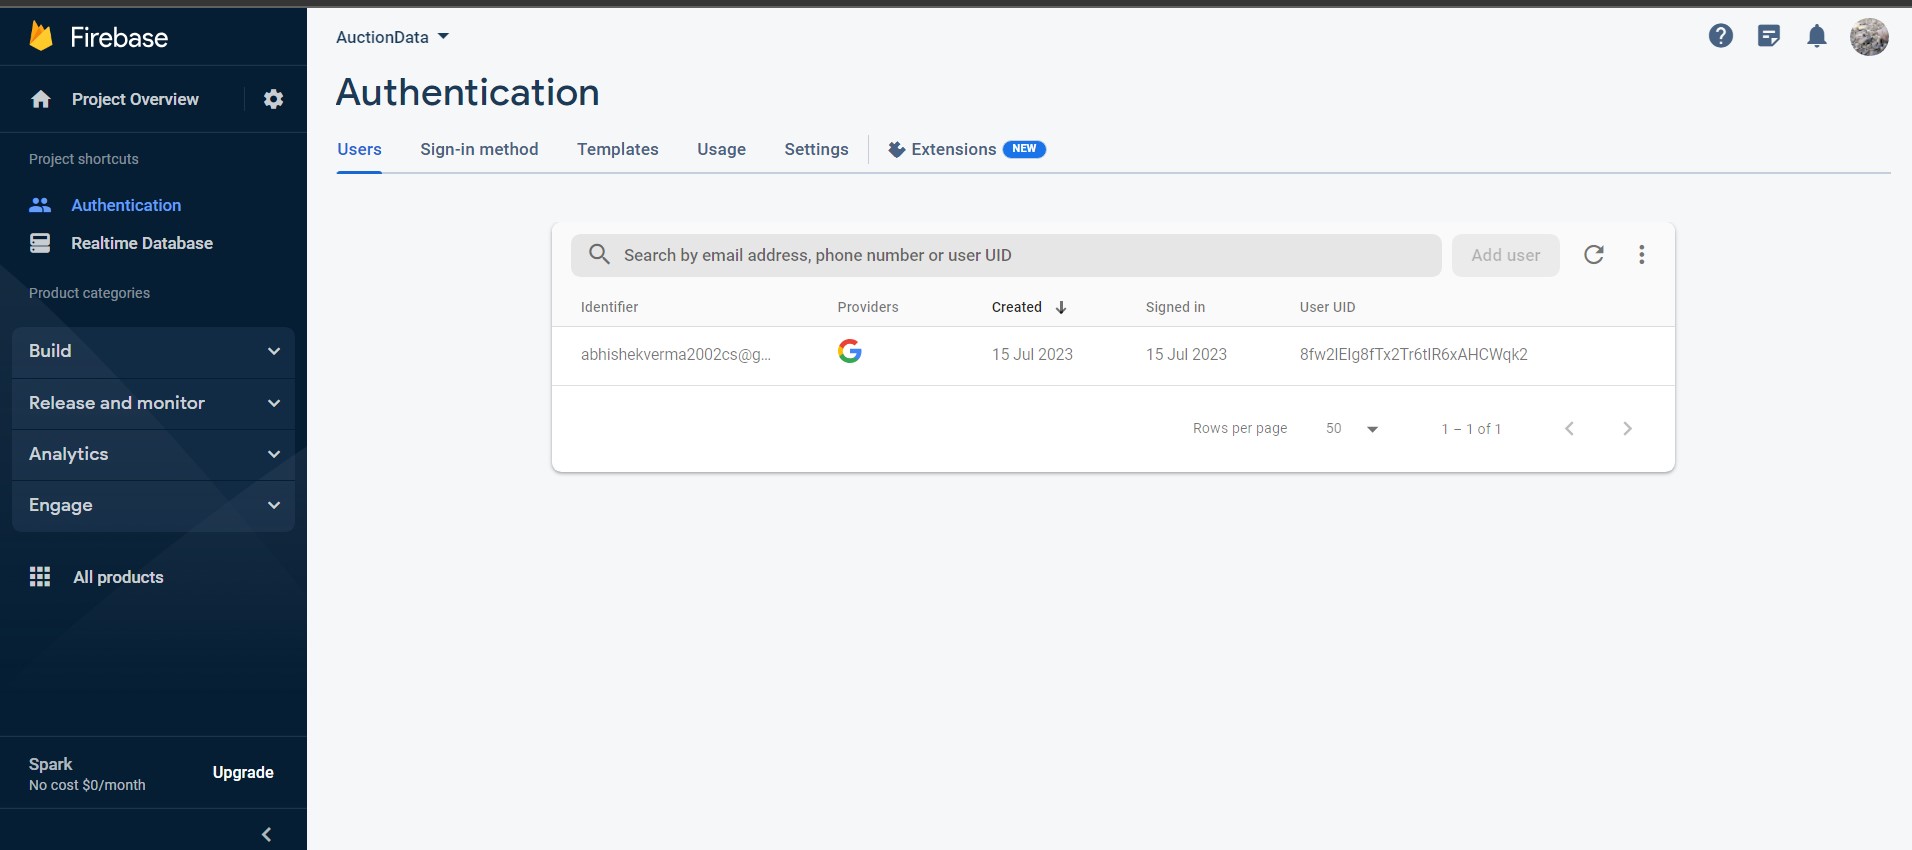 Firebase
Project Overview
Project shortcuts
Authentication
Realtime Database
Product categories
Build
Release and monitor
Analytics
Engage
All products
Spark
No cost $0/month
Upgrade
AuctionData
Authentication
Users Sign-in method Templates Usage Settings Extensions NEW
Search by email address, phone number or user UID Add user
Identifier Providers Created Signed in User UID
abhishekverma2002cs@g... 15 Jul 2023 15 Jul 2023 8fw2lElg8fTx2Tr6tlR6xAHCWqk2
Rows per page 50 1 – 1 of 1